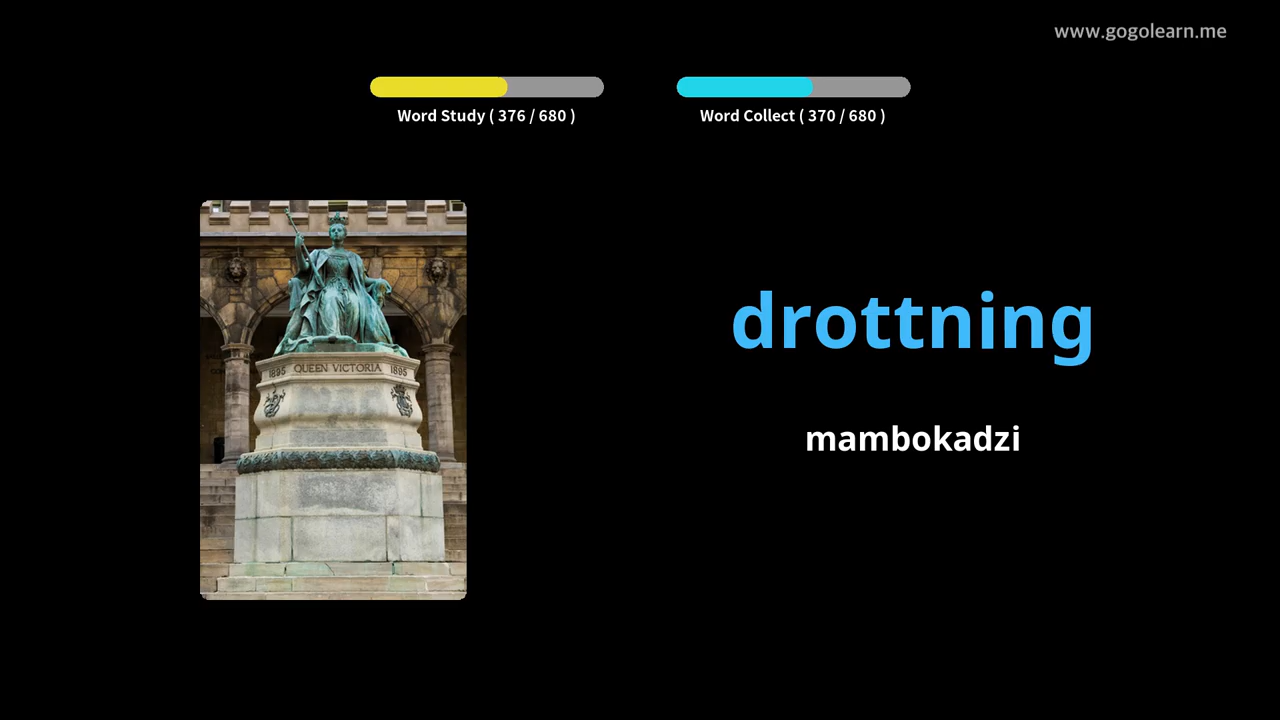 www.gogolearn.me
Word Study ( 376 / 680 )
Word Collect ( 370 / 680 )
1895 QUEEN VICTORIA 1895
drottning
mambokadzi